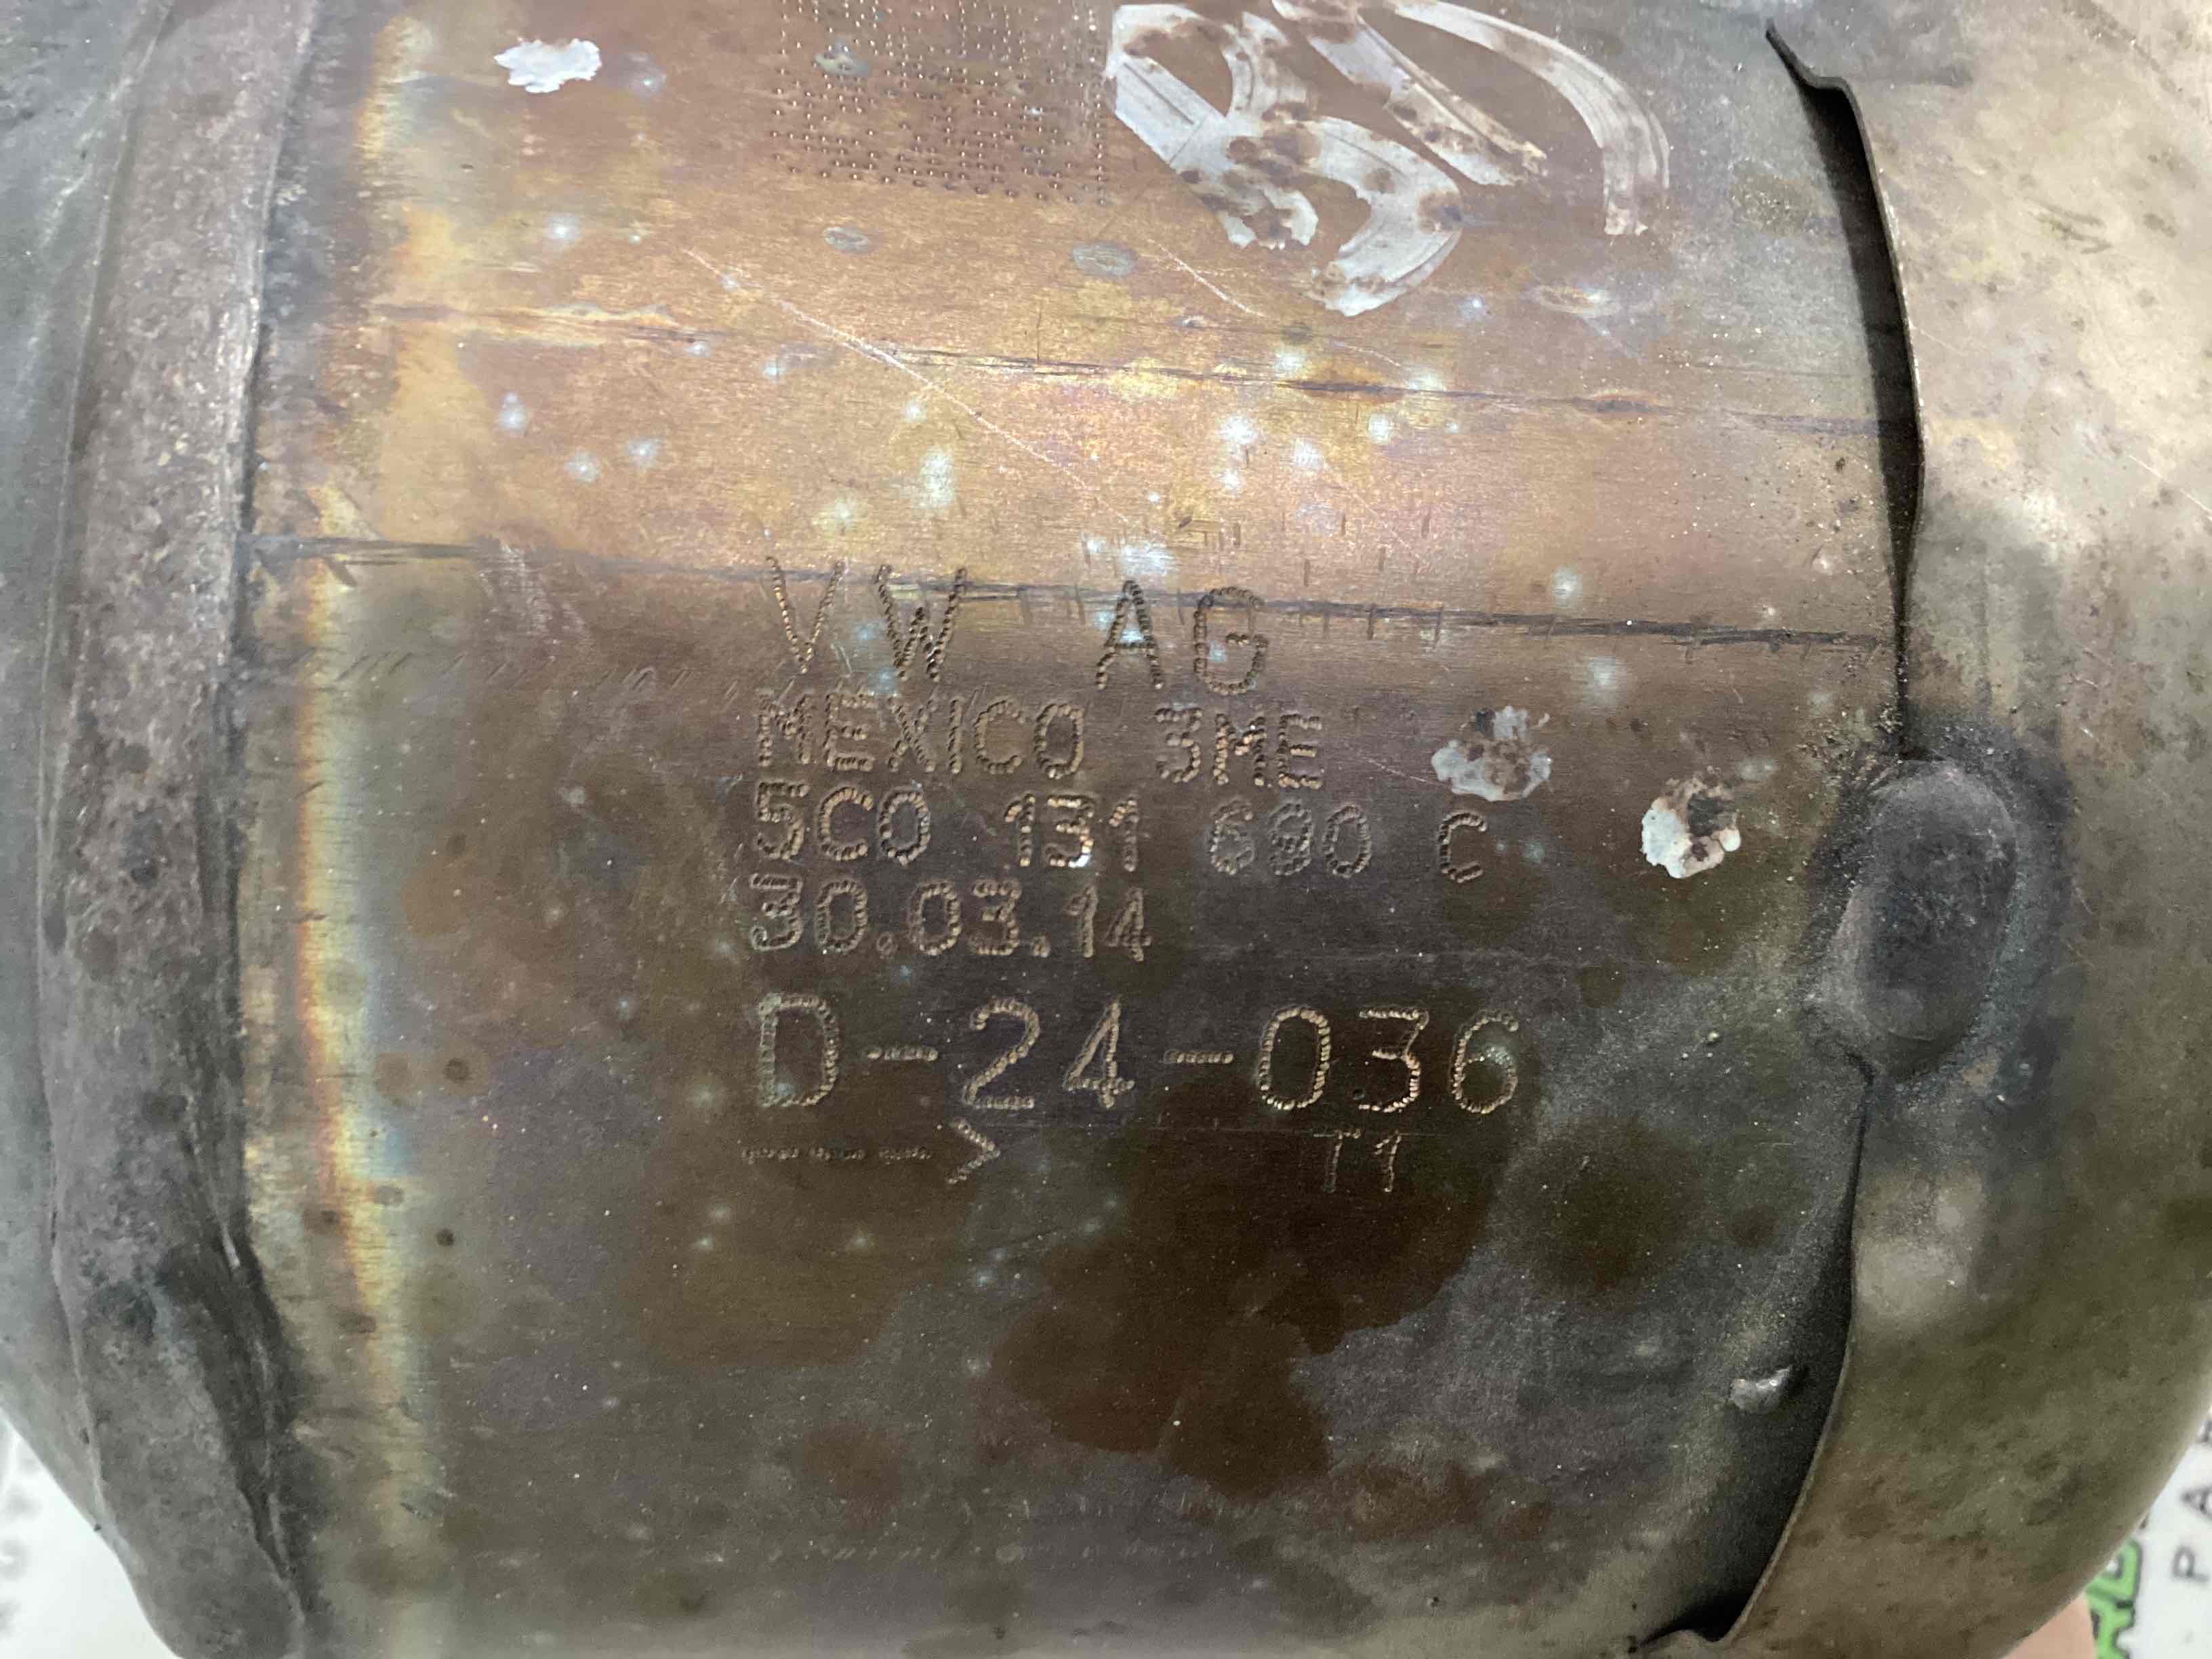 VW AG
MEXICO 3ME
5C0 131 690 C
30.03.14
D-24-036
----> T1